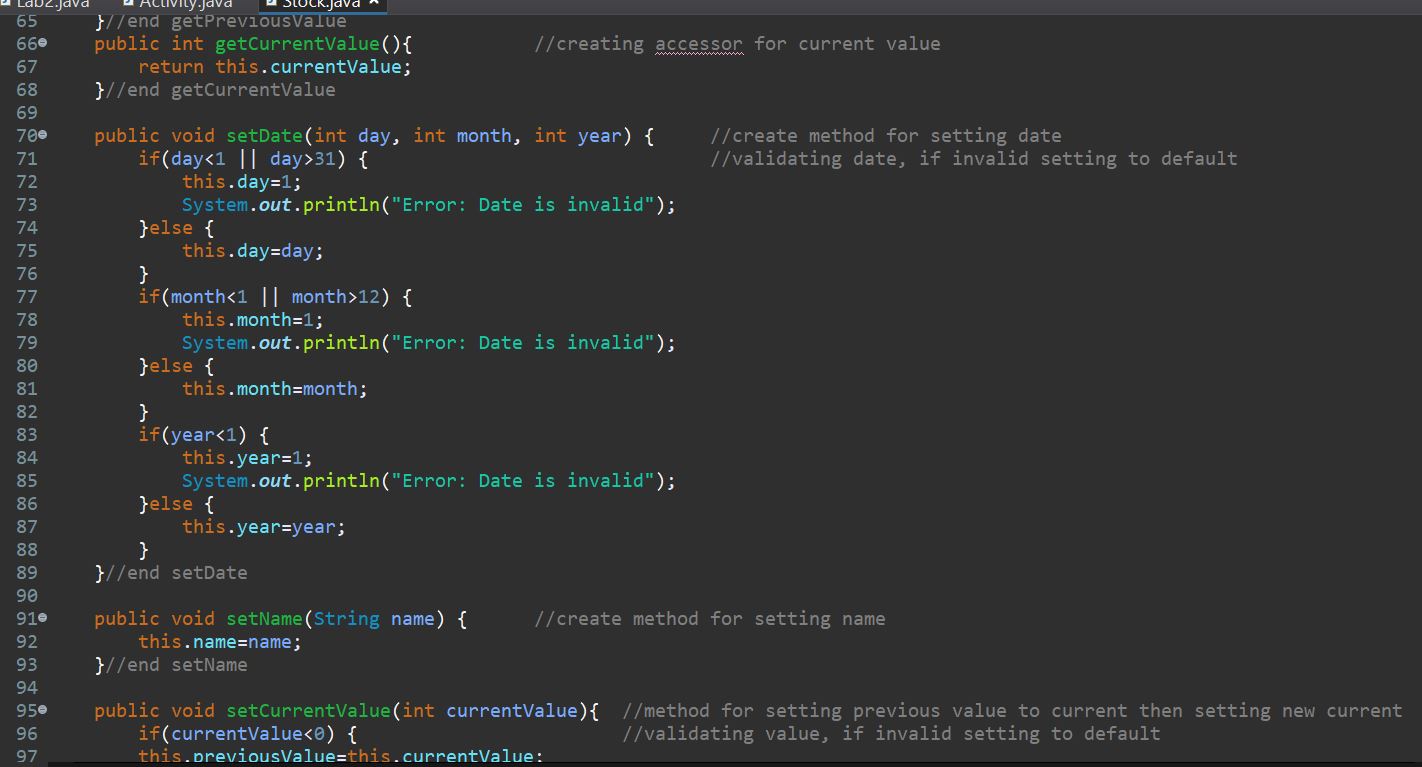 Lab2.java Activity.java Stock.java
65 }//end getPreviousValue
66 public int getCurrentValue(){ //creating accessor for current value
67 return this.currentValue;
68 }//end getCurrentValue
69
70 public void setDate(int day, int month, int year) { //create method for setting date
71 if(day<1 || day>31) { //validating date, if invalid setting to default
72 this.day=1;
73 System.out.println("Error: Date is invalid");
74 }else {
75 this.day=day;
76 }
77 if(month<1 || month>12) {
78 this.month=1;
79 System.out.println("Error: Date is invalid");
80 }else {
81 this.month=month;
82 }
83 if(year<1) {
84 this.year=1;
85 System.out.println("Error: Date is invalid");
86 }else {
87 this.year=year;
88 }
89 }//end setDate
90
91 public void setName(String name) { //create method for setting name
92 this.name=name;
93 }//end setName
94
95 public void setCurrentValue(int currentValue){ //method for setting previous value to current then setting new current
96 if(currentValue<0) { //validating value, if invalid setting to default
97 this.previousValue=this.currentValue;